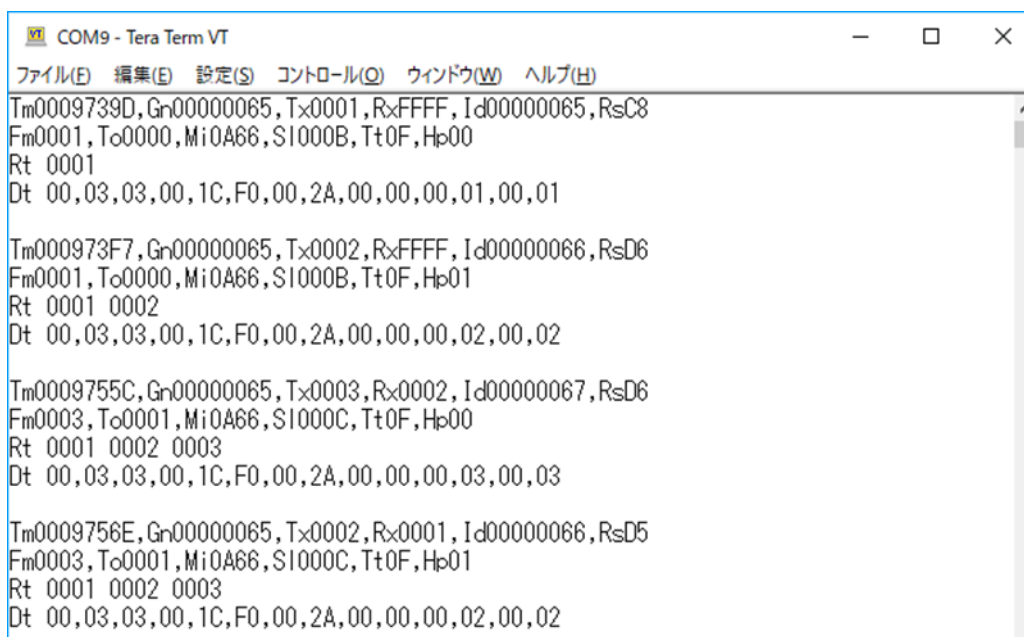 COM9 - Tera Term VT
ファイル(F) 編集(E) 設定(S) コントロール(O) ウィンドウ(W) ヘルプ(H)
Tm0009739D,Gn00000065,Tx0001,RxFFFF,Id00000065,RsC8
Fm0001,To0000,Mi0A66,Sl000B,Tt0F,Hp00
Rt 0001
Dt 00,03,03,00,1C,F0,00,2A,00,00,00,01,00,01
Tm000973F7,Gn00000065,Tx0002,RxFFFF,Id00000066,RsD6
Fm0001,To0000,Mi0A66,Sl000B,Tt0F,Hp01
Rt 0001 0002
Dt 00,03,03,00,1C,F0,00,2A,00,00,00,02,00,02
Tm0009755C,Gn00000065,Tx0003,Rx0002,Id00000067,RsD6
Fm0003,To0001,Mi0A66,Sl000C,Tt0F,Hp00
Rt 0001 0002 0003
Dt 00,03,03,00,1C,F0,00,2A,00,00,00,03,00,03
Tm0009756E,Gn00000065,Tx0002,Rx0001,Id00000066,RsD5
Fm0003,To0001,Mi0A66,Sl000C,Tt0F,Hp01
Rt 0001 0002 0003
Dt 00,03,03,00,1C,F0,00,2A,00,00,00,02,00,02